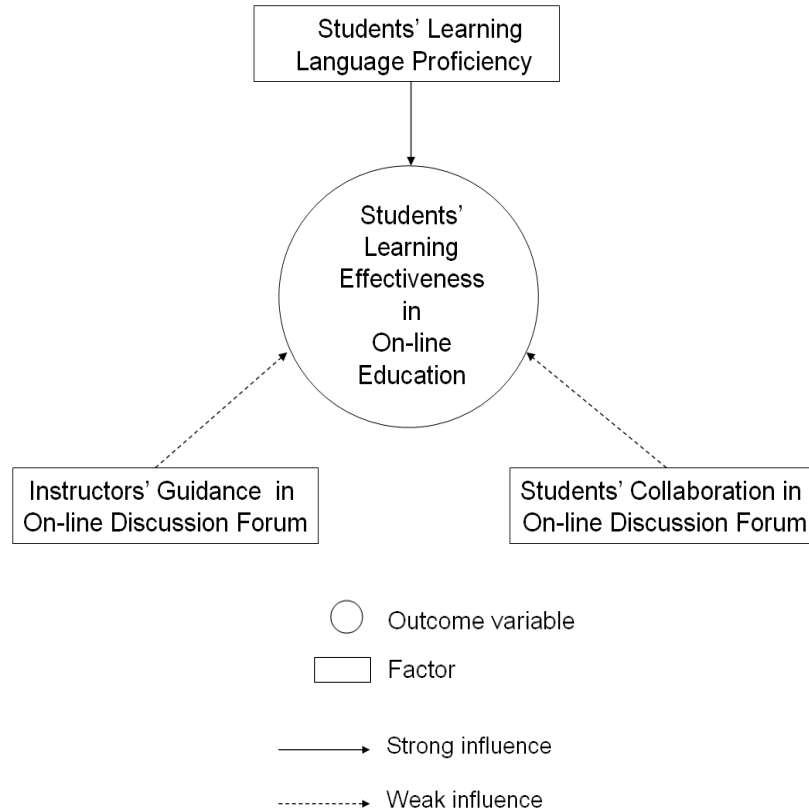 Students’ Learning
Language Proficiency
Students’
Learning
Effectiveness
in
On-line
Education
Instructors’ Guidance in
On-line Discussion Forum
Students’ Collaboration in
On-line Discussion Forum
Outcome variable
Factor
Strong influence
Weak influence